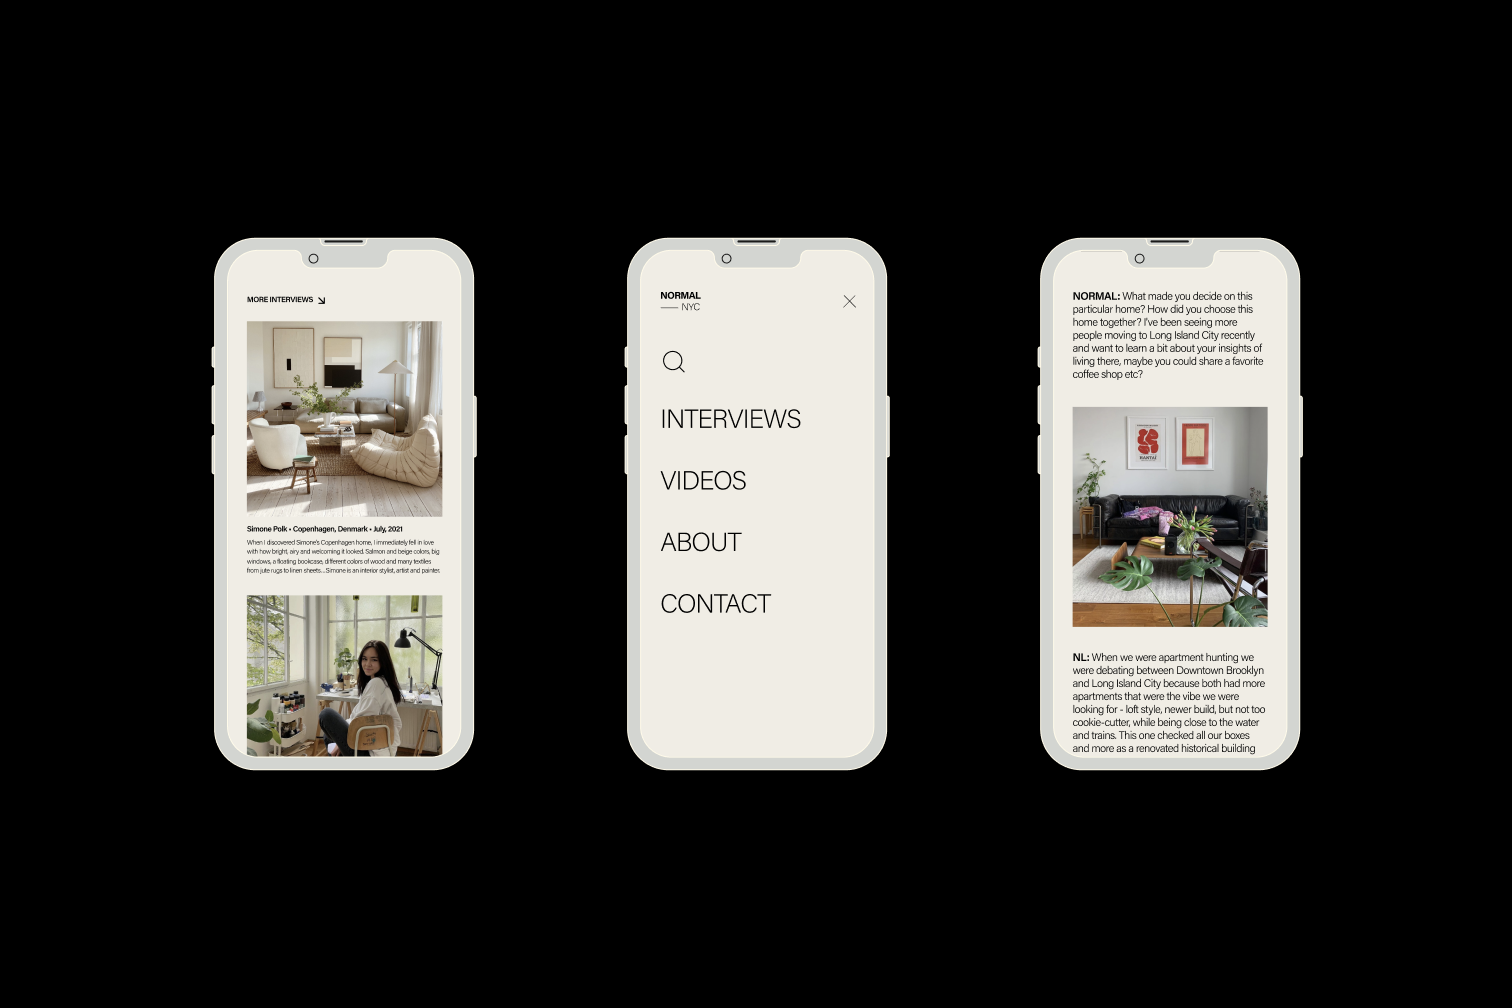 MORE INTERVIEWS
Simone Polk • Copenhagen, Denmark • July, 2021
When I discovered Simone's Copenhagen home, I immediately fell in love
with how bright, airy and welcoming it looked. Salmon and beige colors, big
windows, a floating bookcase, different colors of wood and many textiles
from jute rugs to linen sheets... Simone is an interior stylist, artist and painter.
NORMAL
NYC
INTERVIEWS
VIDEOS
ABOUT
CONTACT
NORMAL: What made you decide on this
particular home? How did you choose this
home together? I've been seeing more
people moving to Long Island City recently
and want to learn a bit about your insights of
living there, maybe you could share a favorite
coffee shop etc?
NL: When we were apartment hunting we
were debating between Downtown Brooklyn
and Long Island City because both had more
apartments that were the vibe we were
looking for - loft style, newer build, but not too
cookie-cutter, while being close to the water
and trains. This one checked all our boxes
and more as a renovated historical building